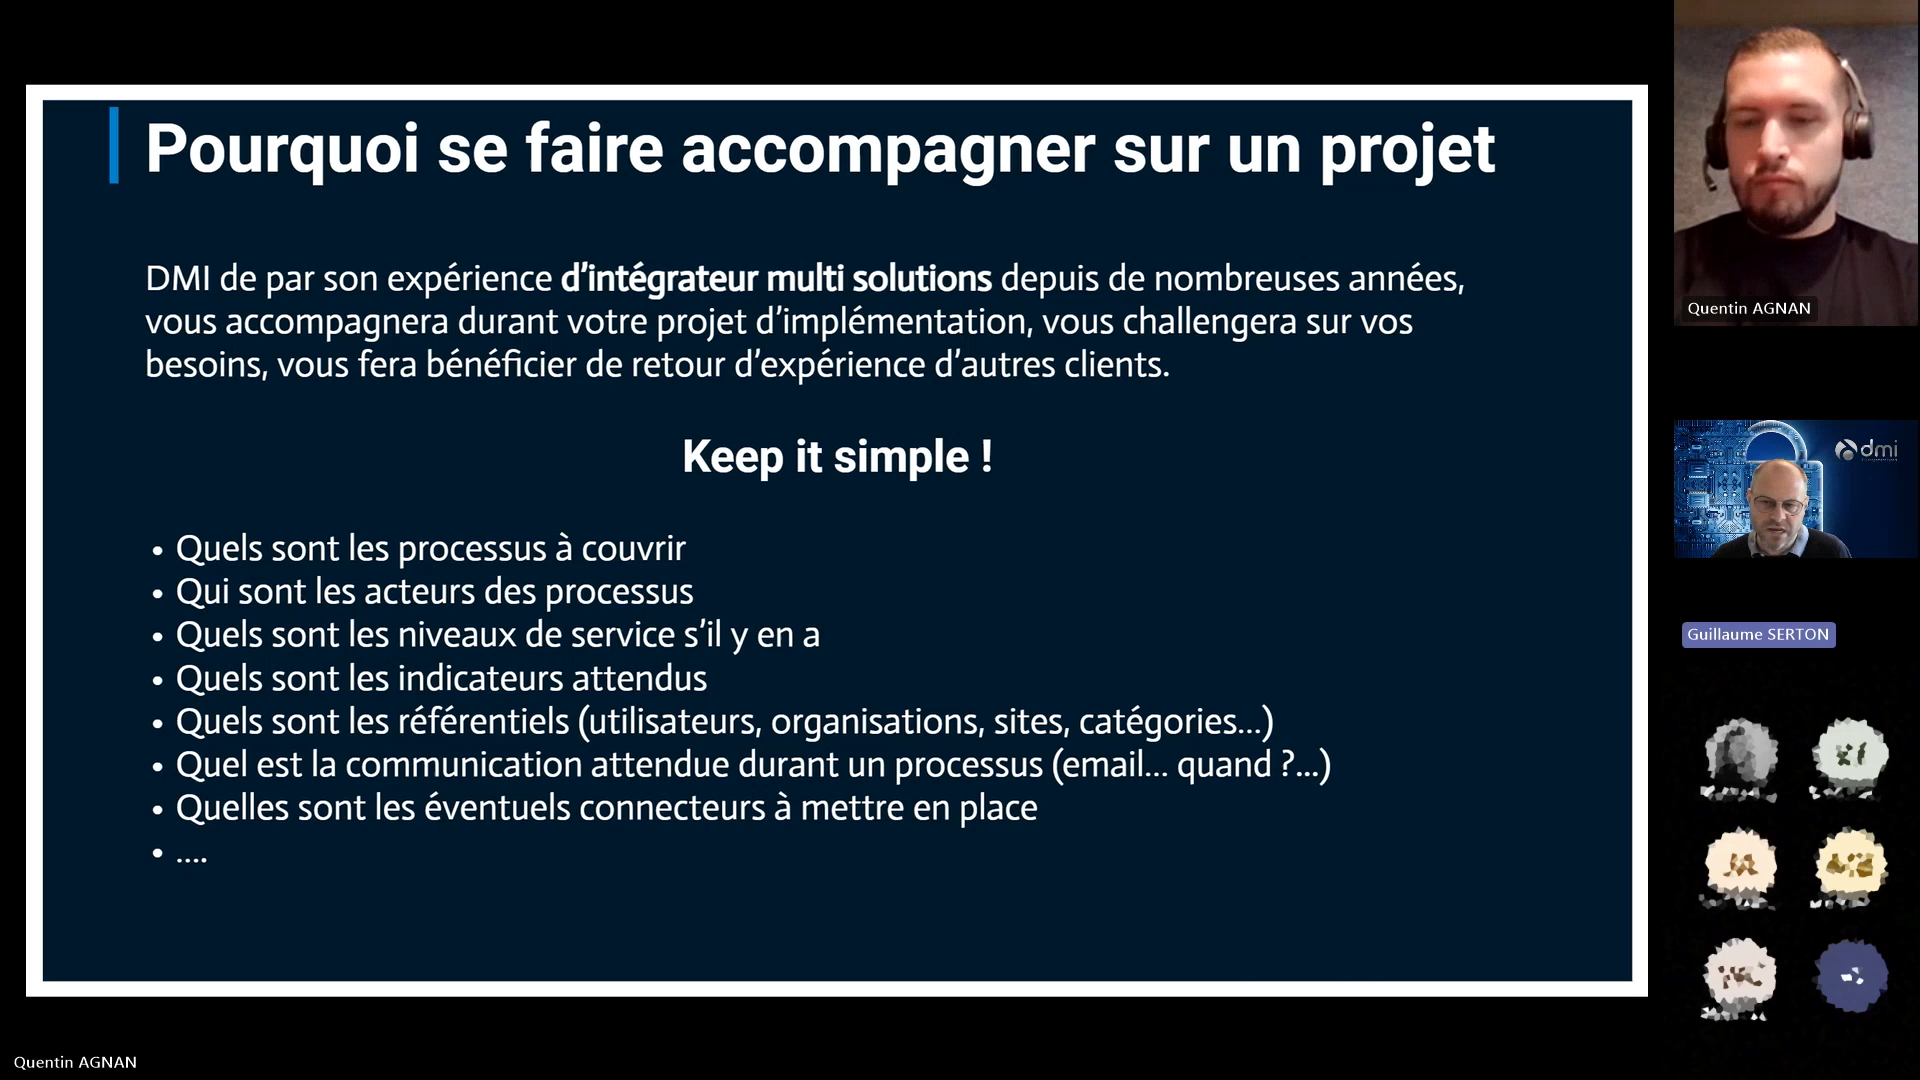 Pourquoi se faire accompagner sur un projet
DMI de par son expérience d’intégrateur multi solutions depuis de nombreuses années,
vous accompagnera durant votre projet d’implémentation, vous challengera sur vos
besoins, vous fera bénéficier de retour d’expérience d’autres clients.
Keep it simple !
• Quels sont les processus à couvrir
• Qui sont les acteurs des processus
• Quels sont les niveaux de service s’il y en a
• Quels sont les indicateurs attendus
• Quels sont les référentiels (utilisateurs, organisations, sites, catégories...)
• Quel est la communication attendue durant un processus (email... quand ?...)
• Quelles sont les éventuels connecteurs à mettre en place
• ....
Quentin AGNAN
dmi
Guillaume SERTON
Quentin AGNAN